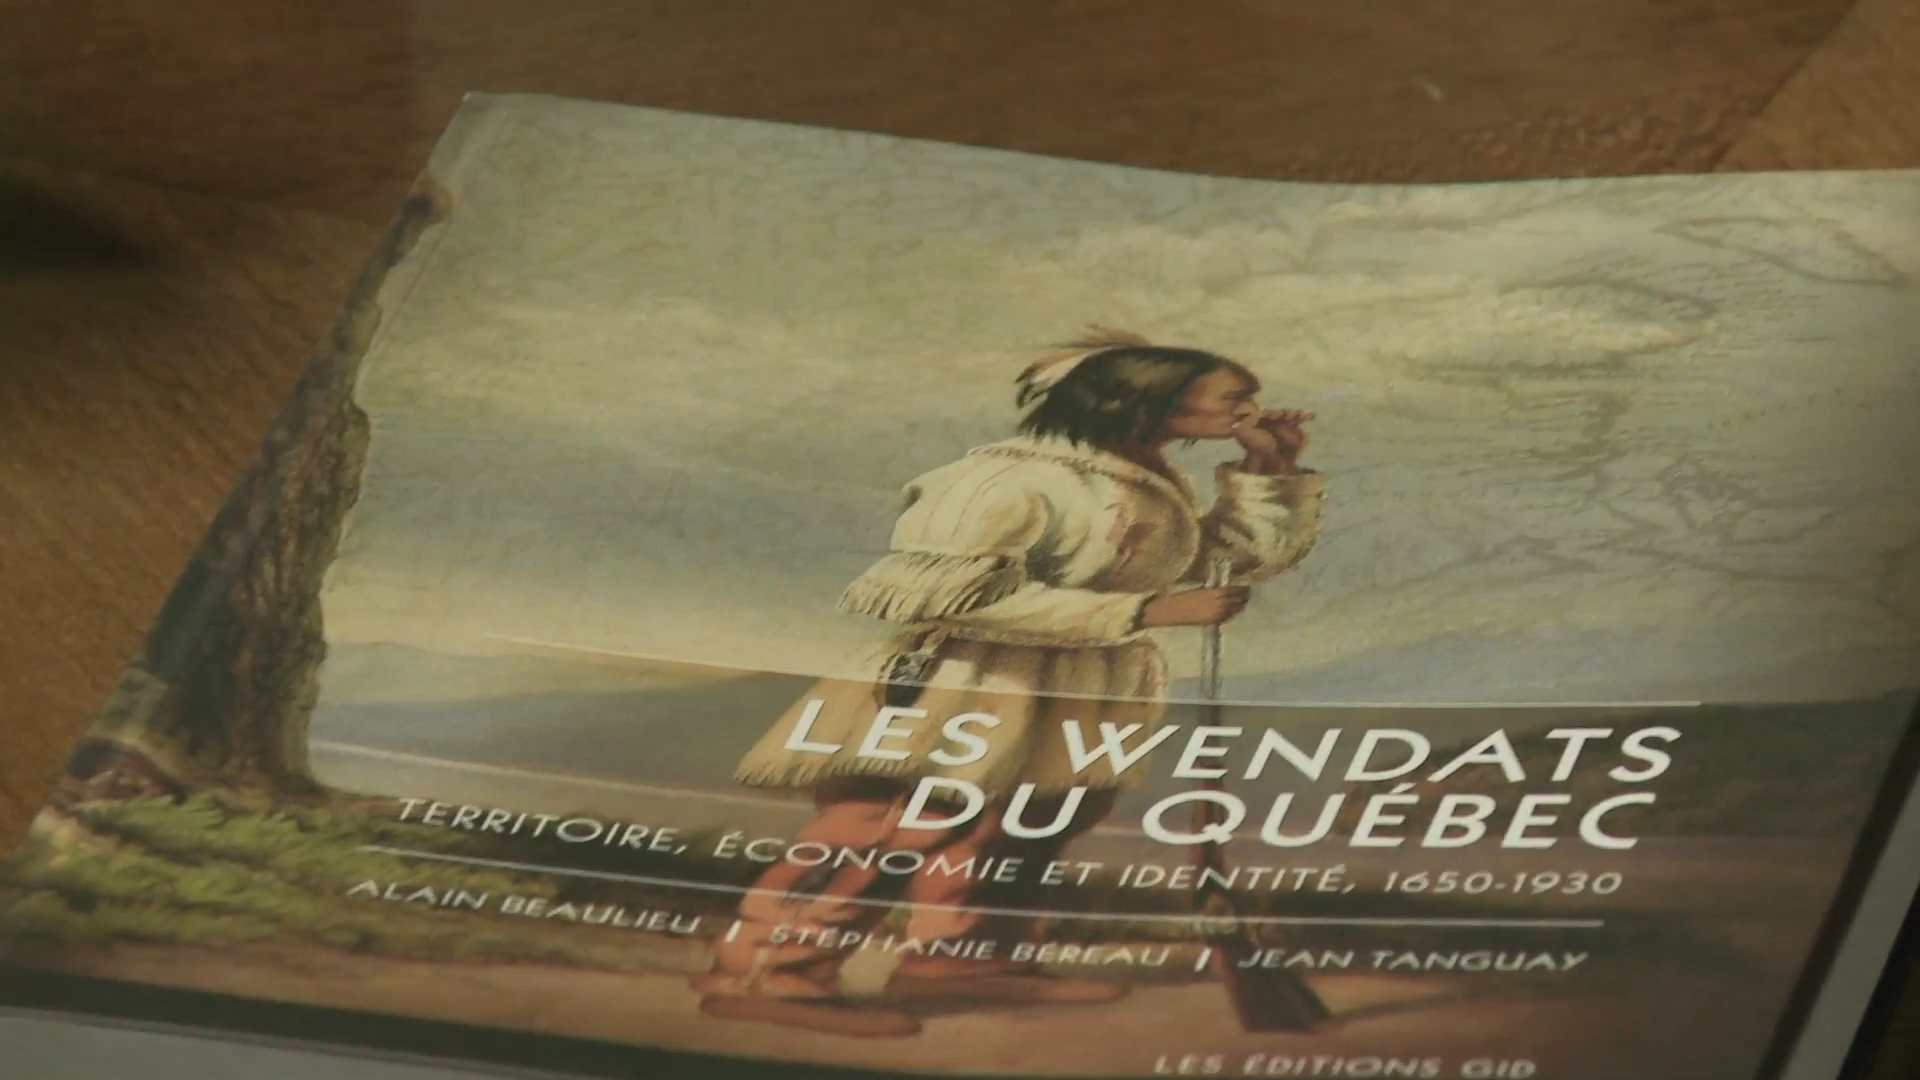 LES WENDATS
DU QUÉBEC
TERRITOIRE, ÉCONOMIE ET IDENTITÉ, 1650-1930
ALAIN BEAULIEU | STÉPHANIE BÉREAU | JEAN TANGUAY
LES ÉDITIONS GID